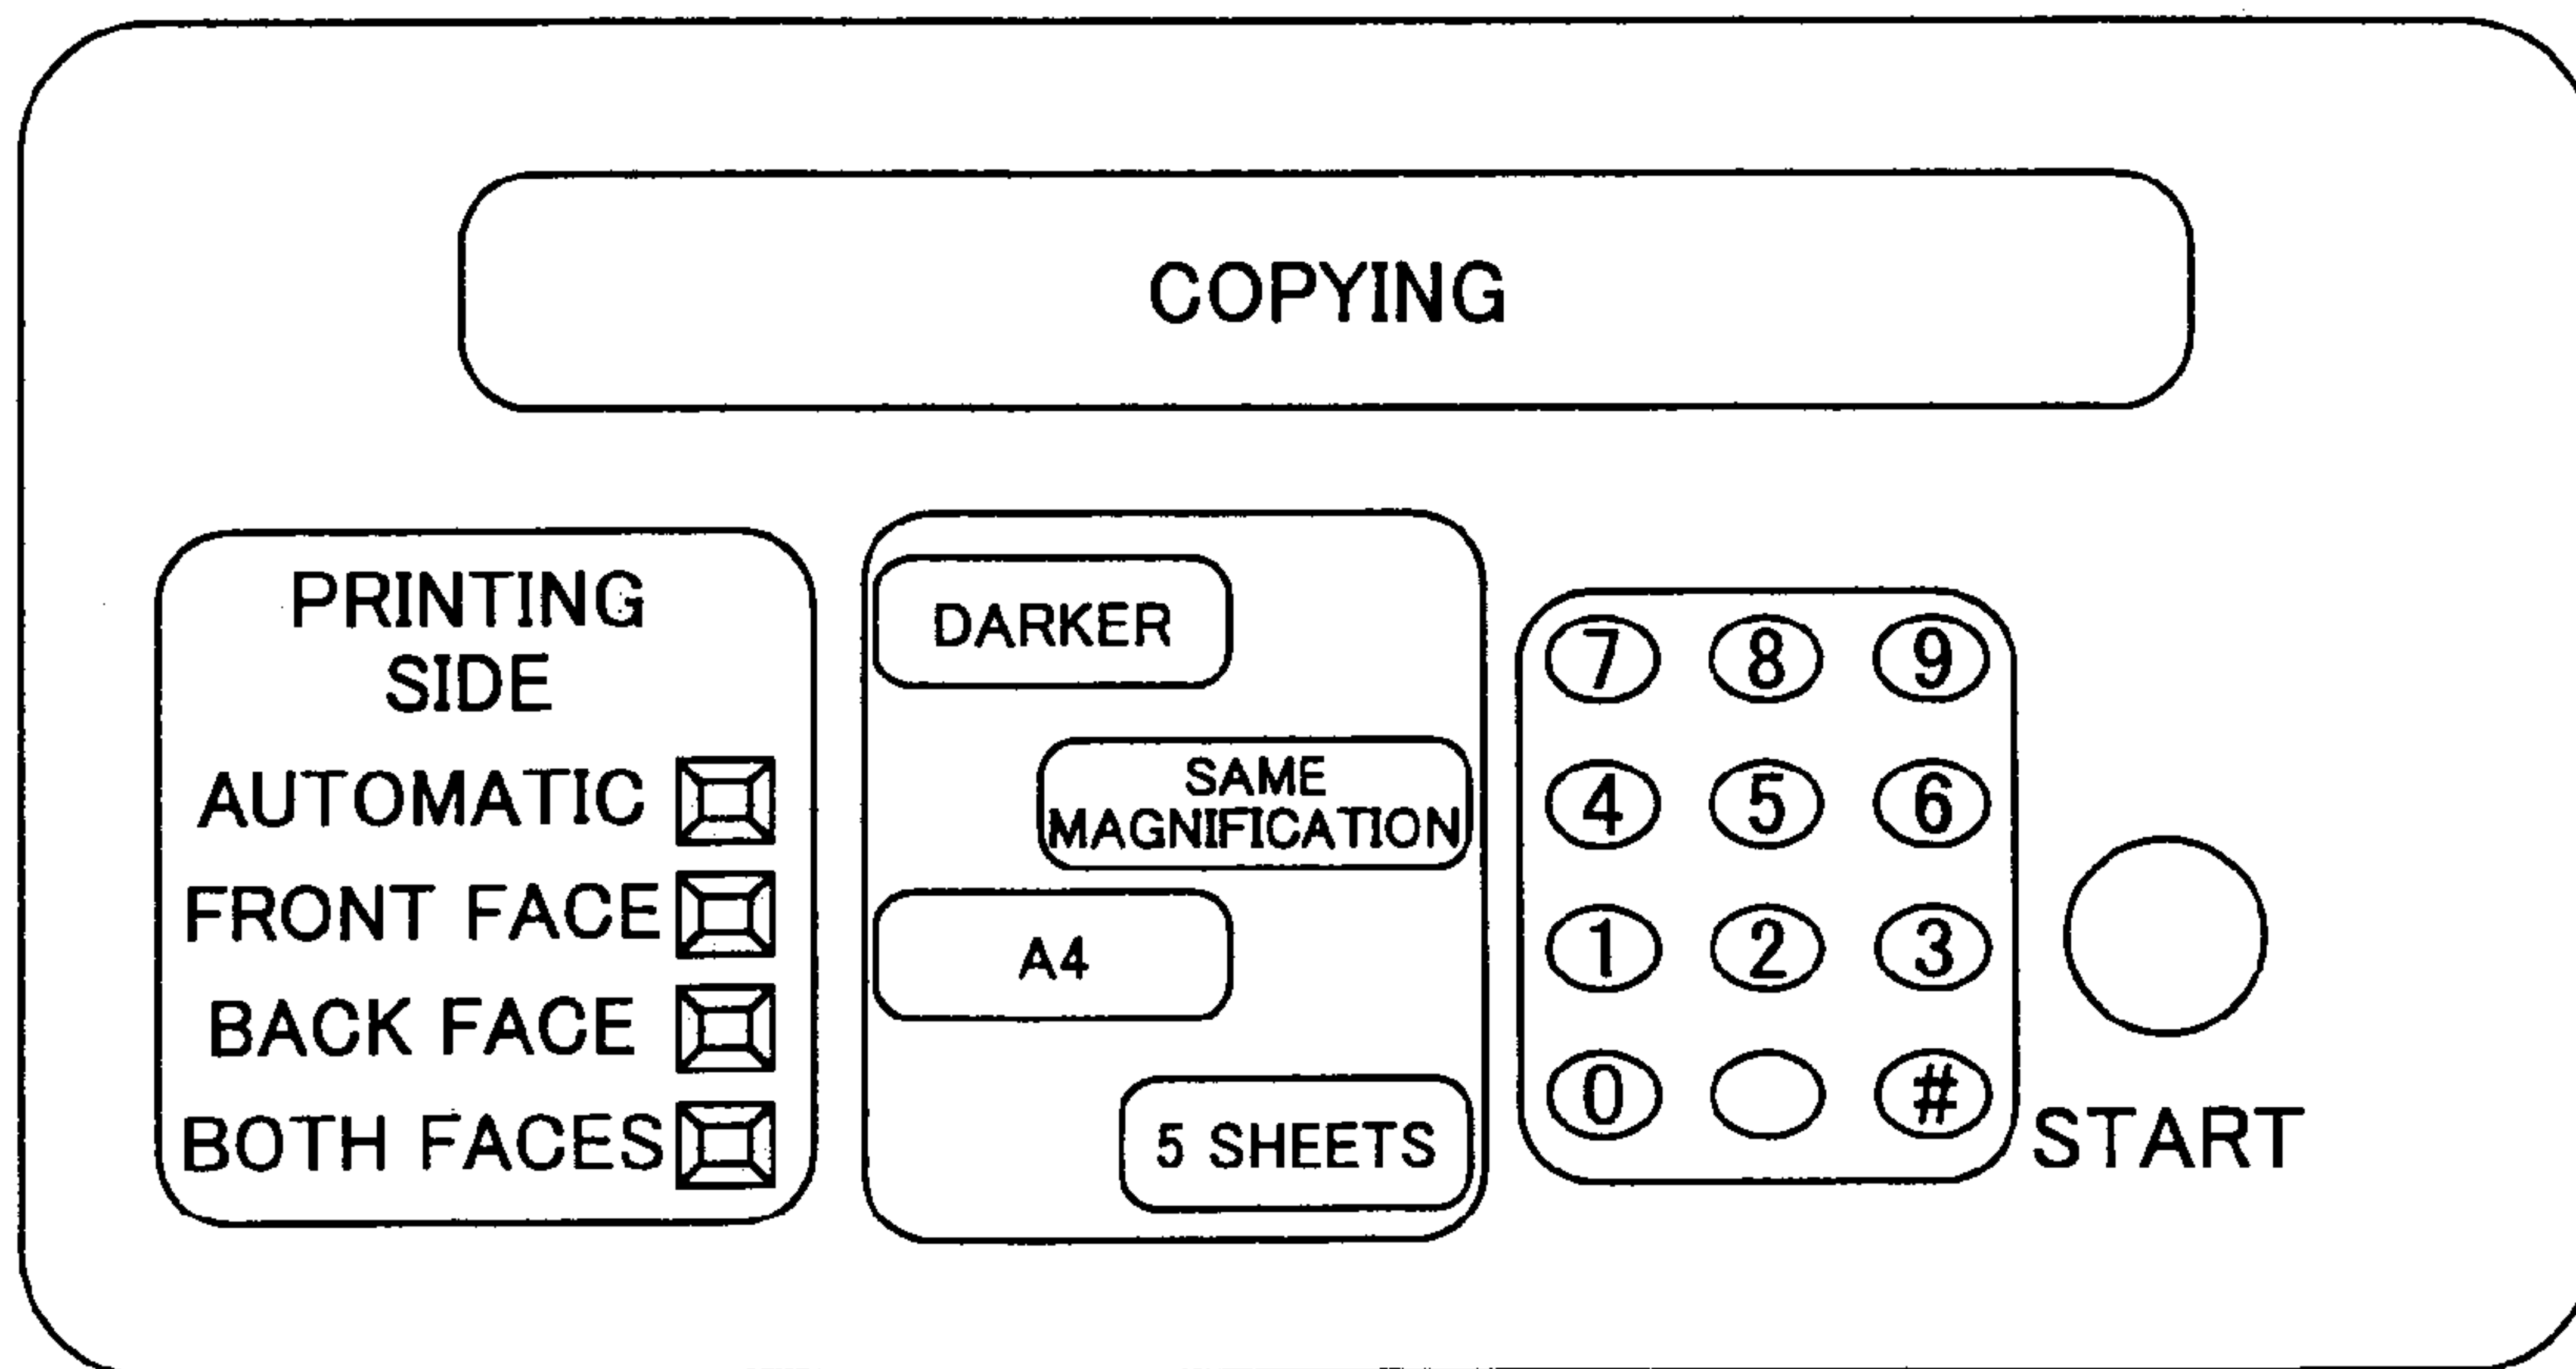 COPYING
PRINTING
SIDE
AUTOMATIC
FRONT FACE
BACK FACE
BOTH FACES
DARKER
SAME
MAGNIFICATION
A4
5 SHEETS
7 8 9
4 5 6
1 2 3
0 #
START